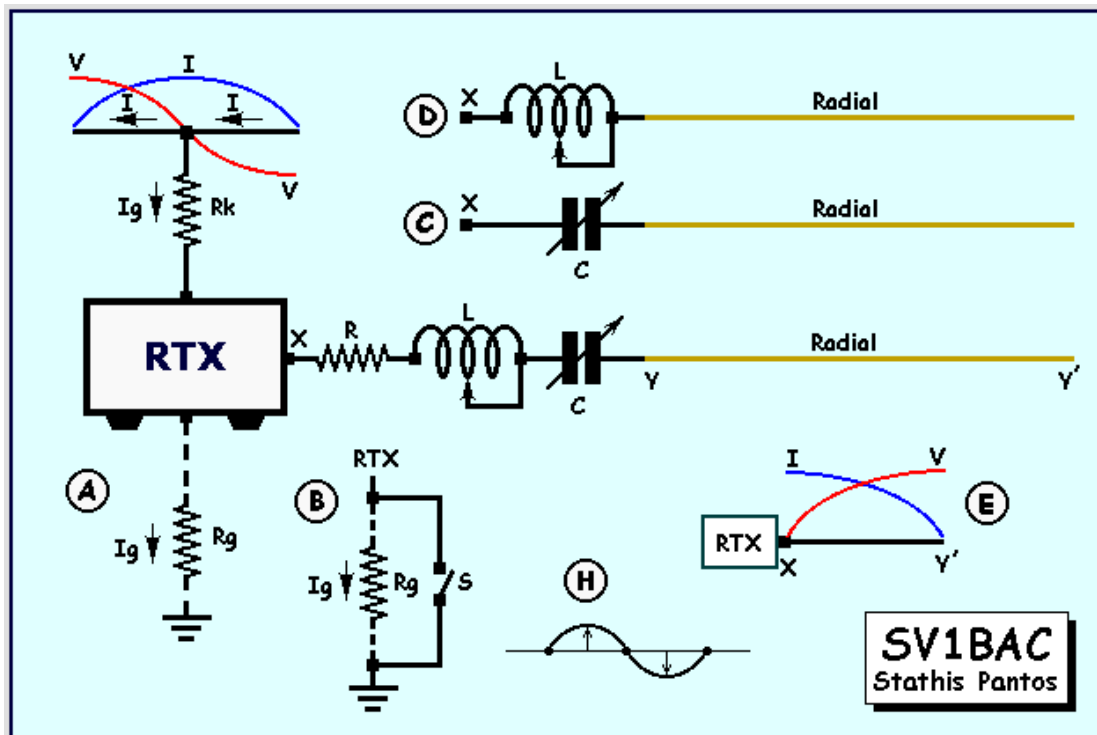 V
I
I
I
V
Ig
Rk
L
X
D
Radial
X
C
Radial
C
RTX
X
R
L
C
Radial
Y
Y'
A
Ig
Rg
RTX
B
Ig
Rg
S
H
I
V
E
RTX
X
Y'
SV1BAC
Stathis Pantos